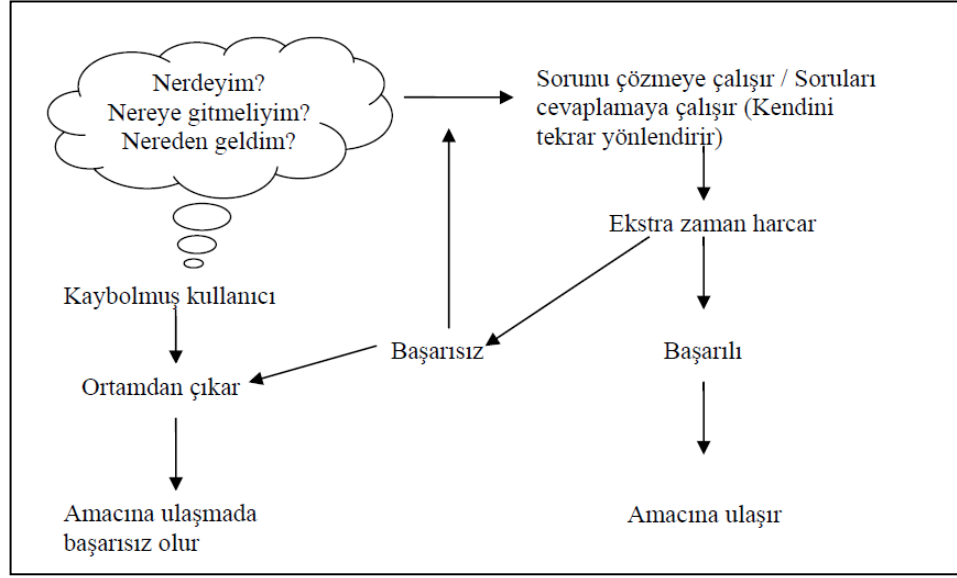 Nerdeyim?
Nereye gitmeliyim?
Nereden geldim?
Sorunu çözmeye çalışır / Soruları
cevaplamaya çalışır (Kendini
tekrar yönlendirir)
Ekstra zaman harcar
Kaybolmuş kullanıcı
Başarısız
Başarılı
Ortamdan çıkar
Amacına ulaşmada
başarısız olur
Amacına ulaşır